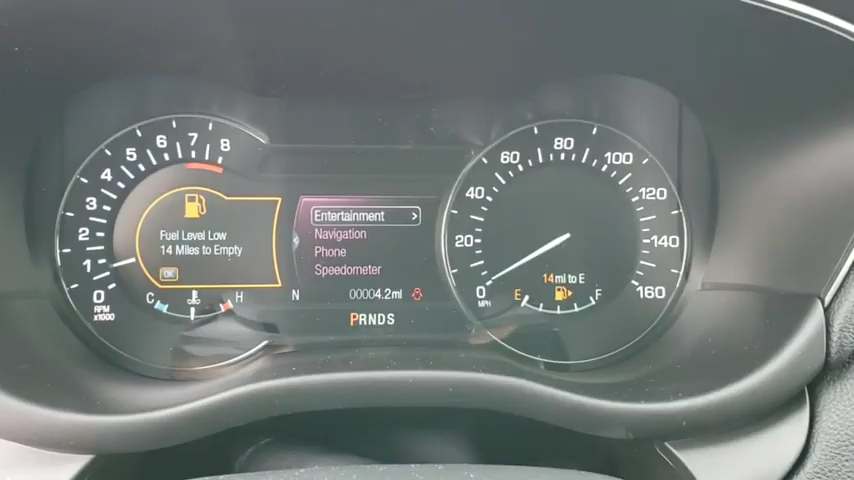 0
1
2
3
4
5
6
7
8
RPM
x1000
Fuel Level Low
14 Miles to Empty
OK
C
H
Entertainment >
Navigation
Phone
Speedometer
N
00004.2mi
PRNDS
0
20
40
60
80
100
120
140
160
MPH
14mi to E
E
F